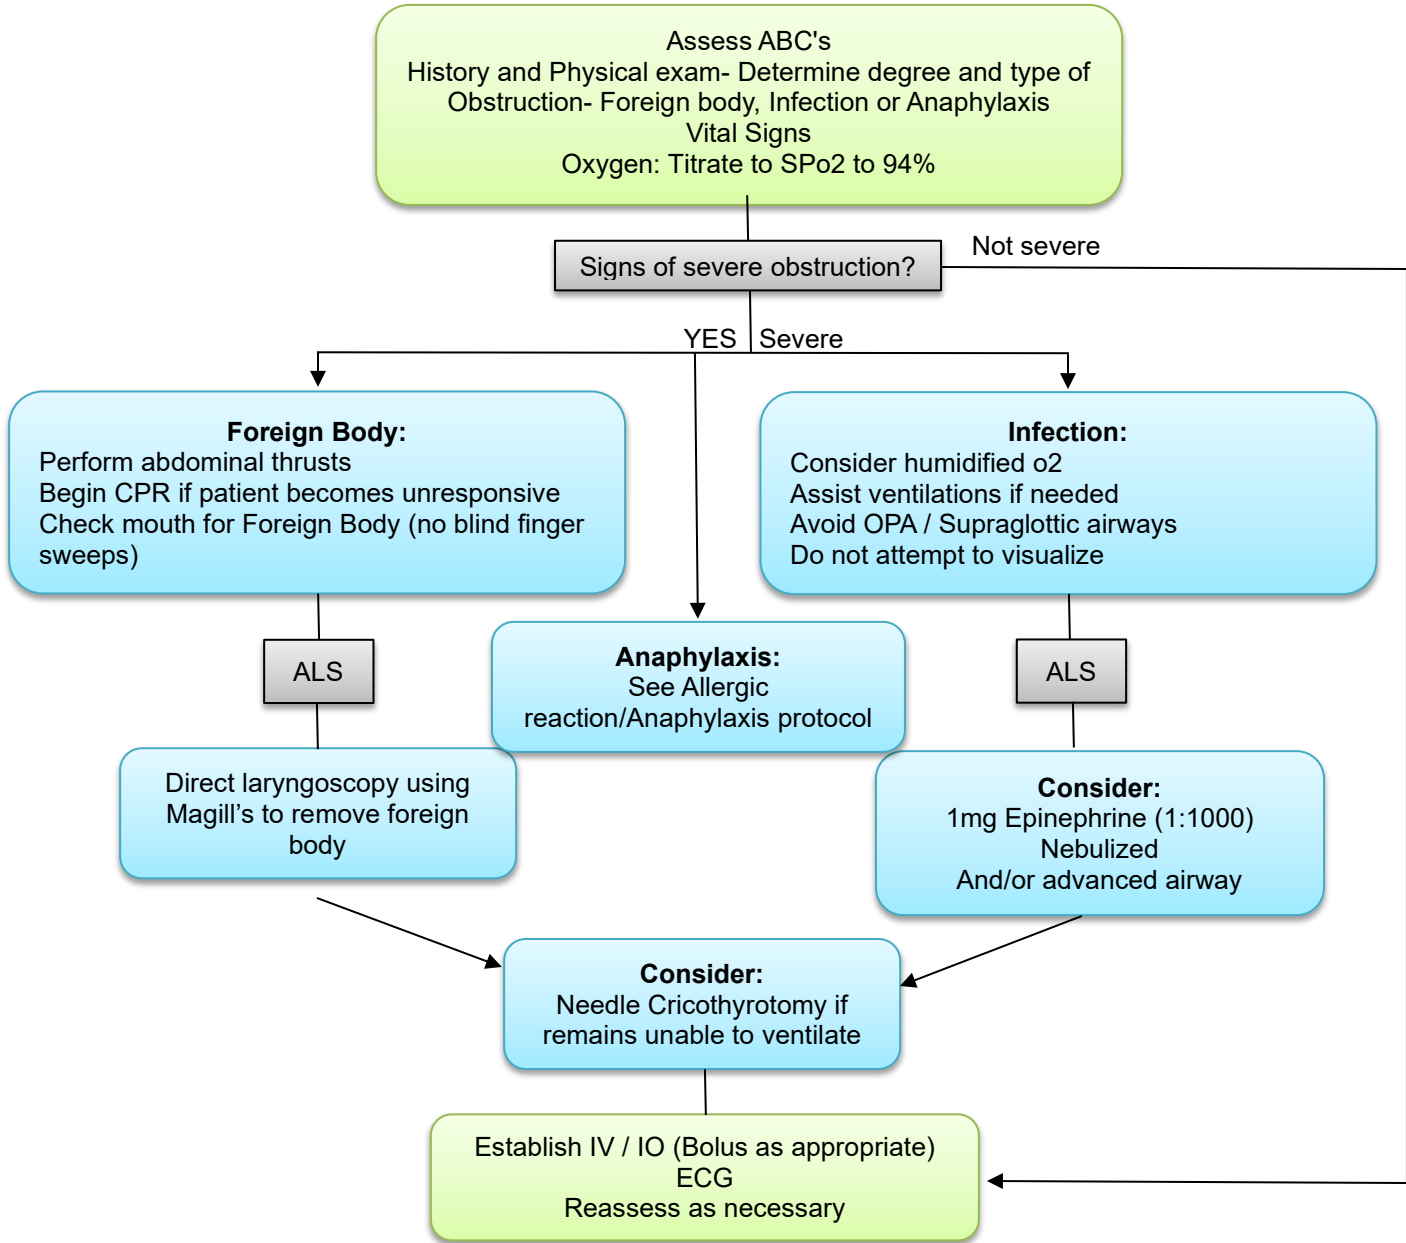 Assess ABC's
History and Physical exam- Determine degree and type of
Obstruction- Foreign body, Infection or Anaphylaxis
Vital Signs
Oxygen: Titrate to SPo2 to 94%
Signs of severe obstruction?
Not severe
YES
Severe
Foreign Body:
Perform abdominal thrusts
Begin CPR if patient becomes unresponsive
Check mouth for Foreign Body (no blind finger
sweeps)
Infection:
Consider humidified o2
Assist ventilations if needed
Avoid OPA / Supraglottic airways
Do not attempt to visualize
ALS
Anaphylaxis:
See Allergic
reaction/Anaphylaxis protocol
ALS
Direct laryngoscopy using
Magill’s to remove foreign
body
Consider:
1mg Epinephrine (1:1000)
Nebulized
And/or advanced airway
Consider:
Needle Cricothyrotomy if
remains unable to ventilate
Establish IV / IO (Bolus as appropriate)
ECG
Reassess as necessary